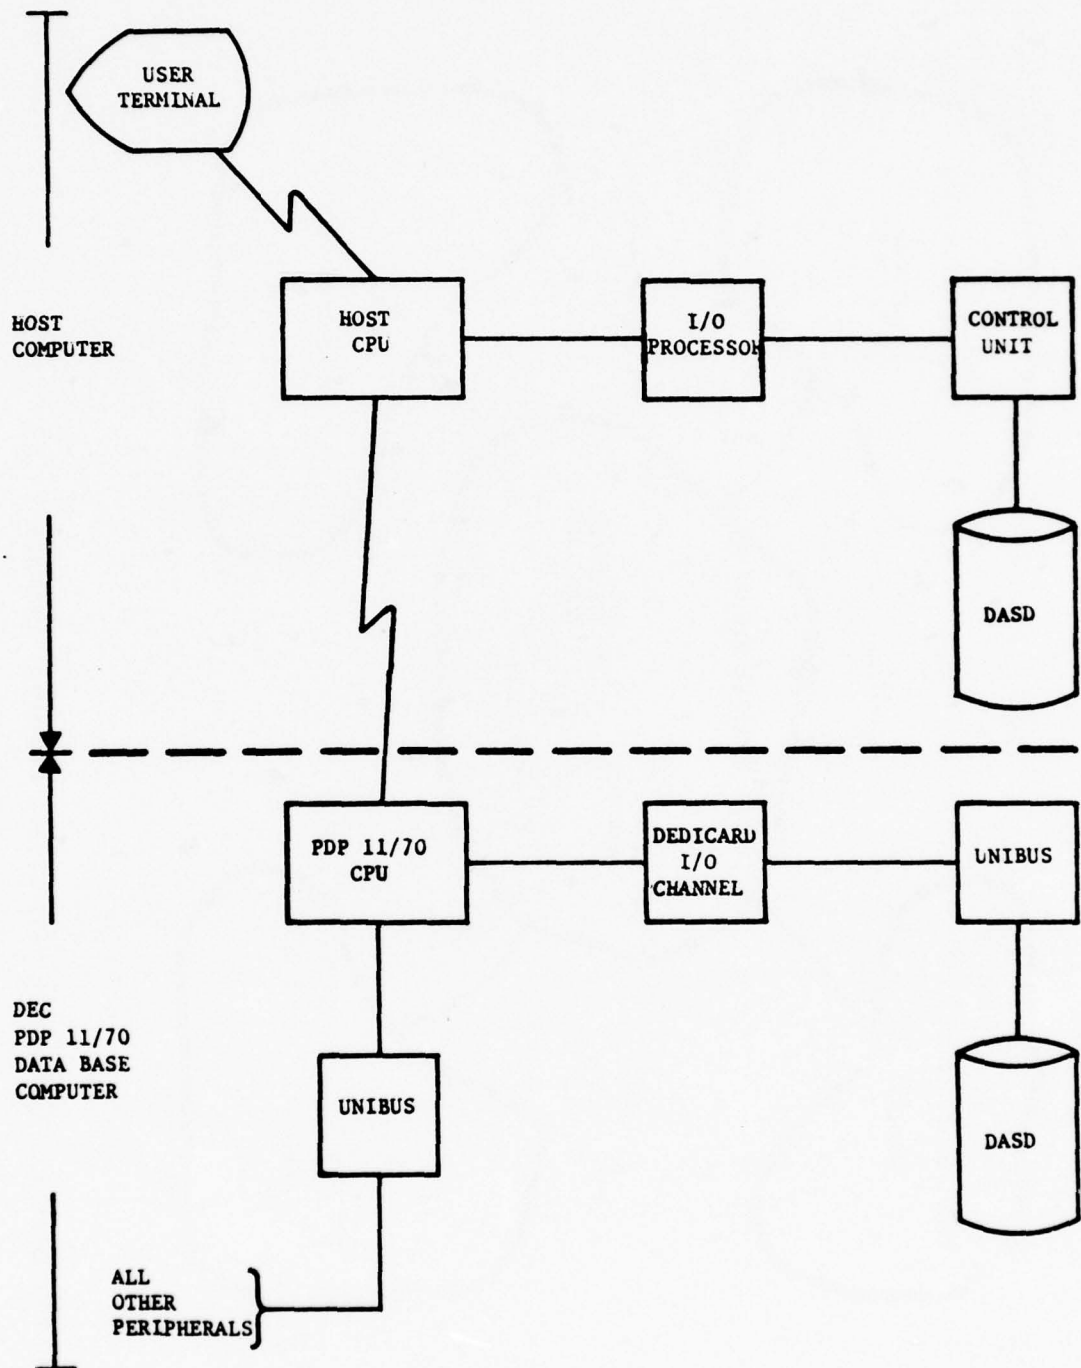 USER
TERMINAL
HOST
COMPUTER
HOST
CPU
I/O
PROCESSOR
CONTROL
UNIT
DASD
PDP 11/70
CPU
DEDICARD
I/O
CHANNEL
UNIBUS
DEC
PDP 11/70
DATA BASE
COMPUTER
UNIBUS
DASD
ALL
OTHER
PERIPHERALS